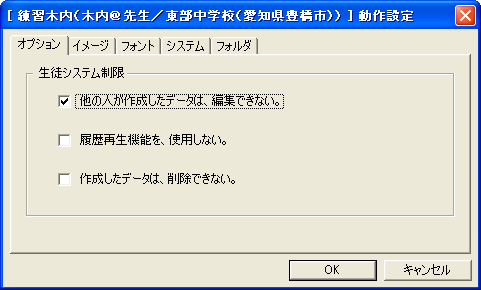 [ 練習木内(木内@先生／東部中学校(愛知県豊橋市)) ] 動作設定
オプション イメージ フォント システム フォルダ
生徒システム制限
他の人が作成したデータは、編集できない。
履歴再生機能を、使用しない。
作成したデータは、削除できない。
OK キャンセル